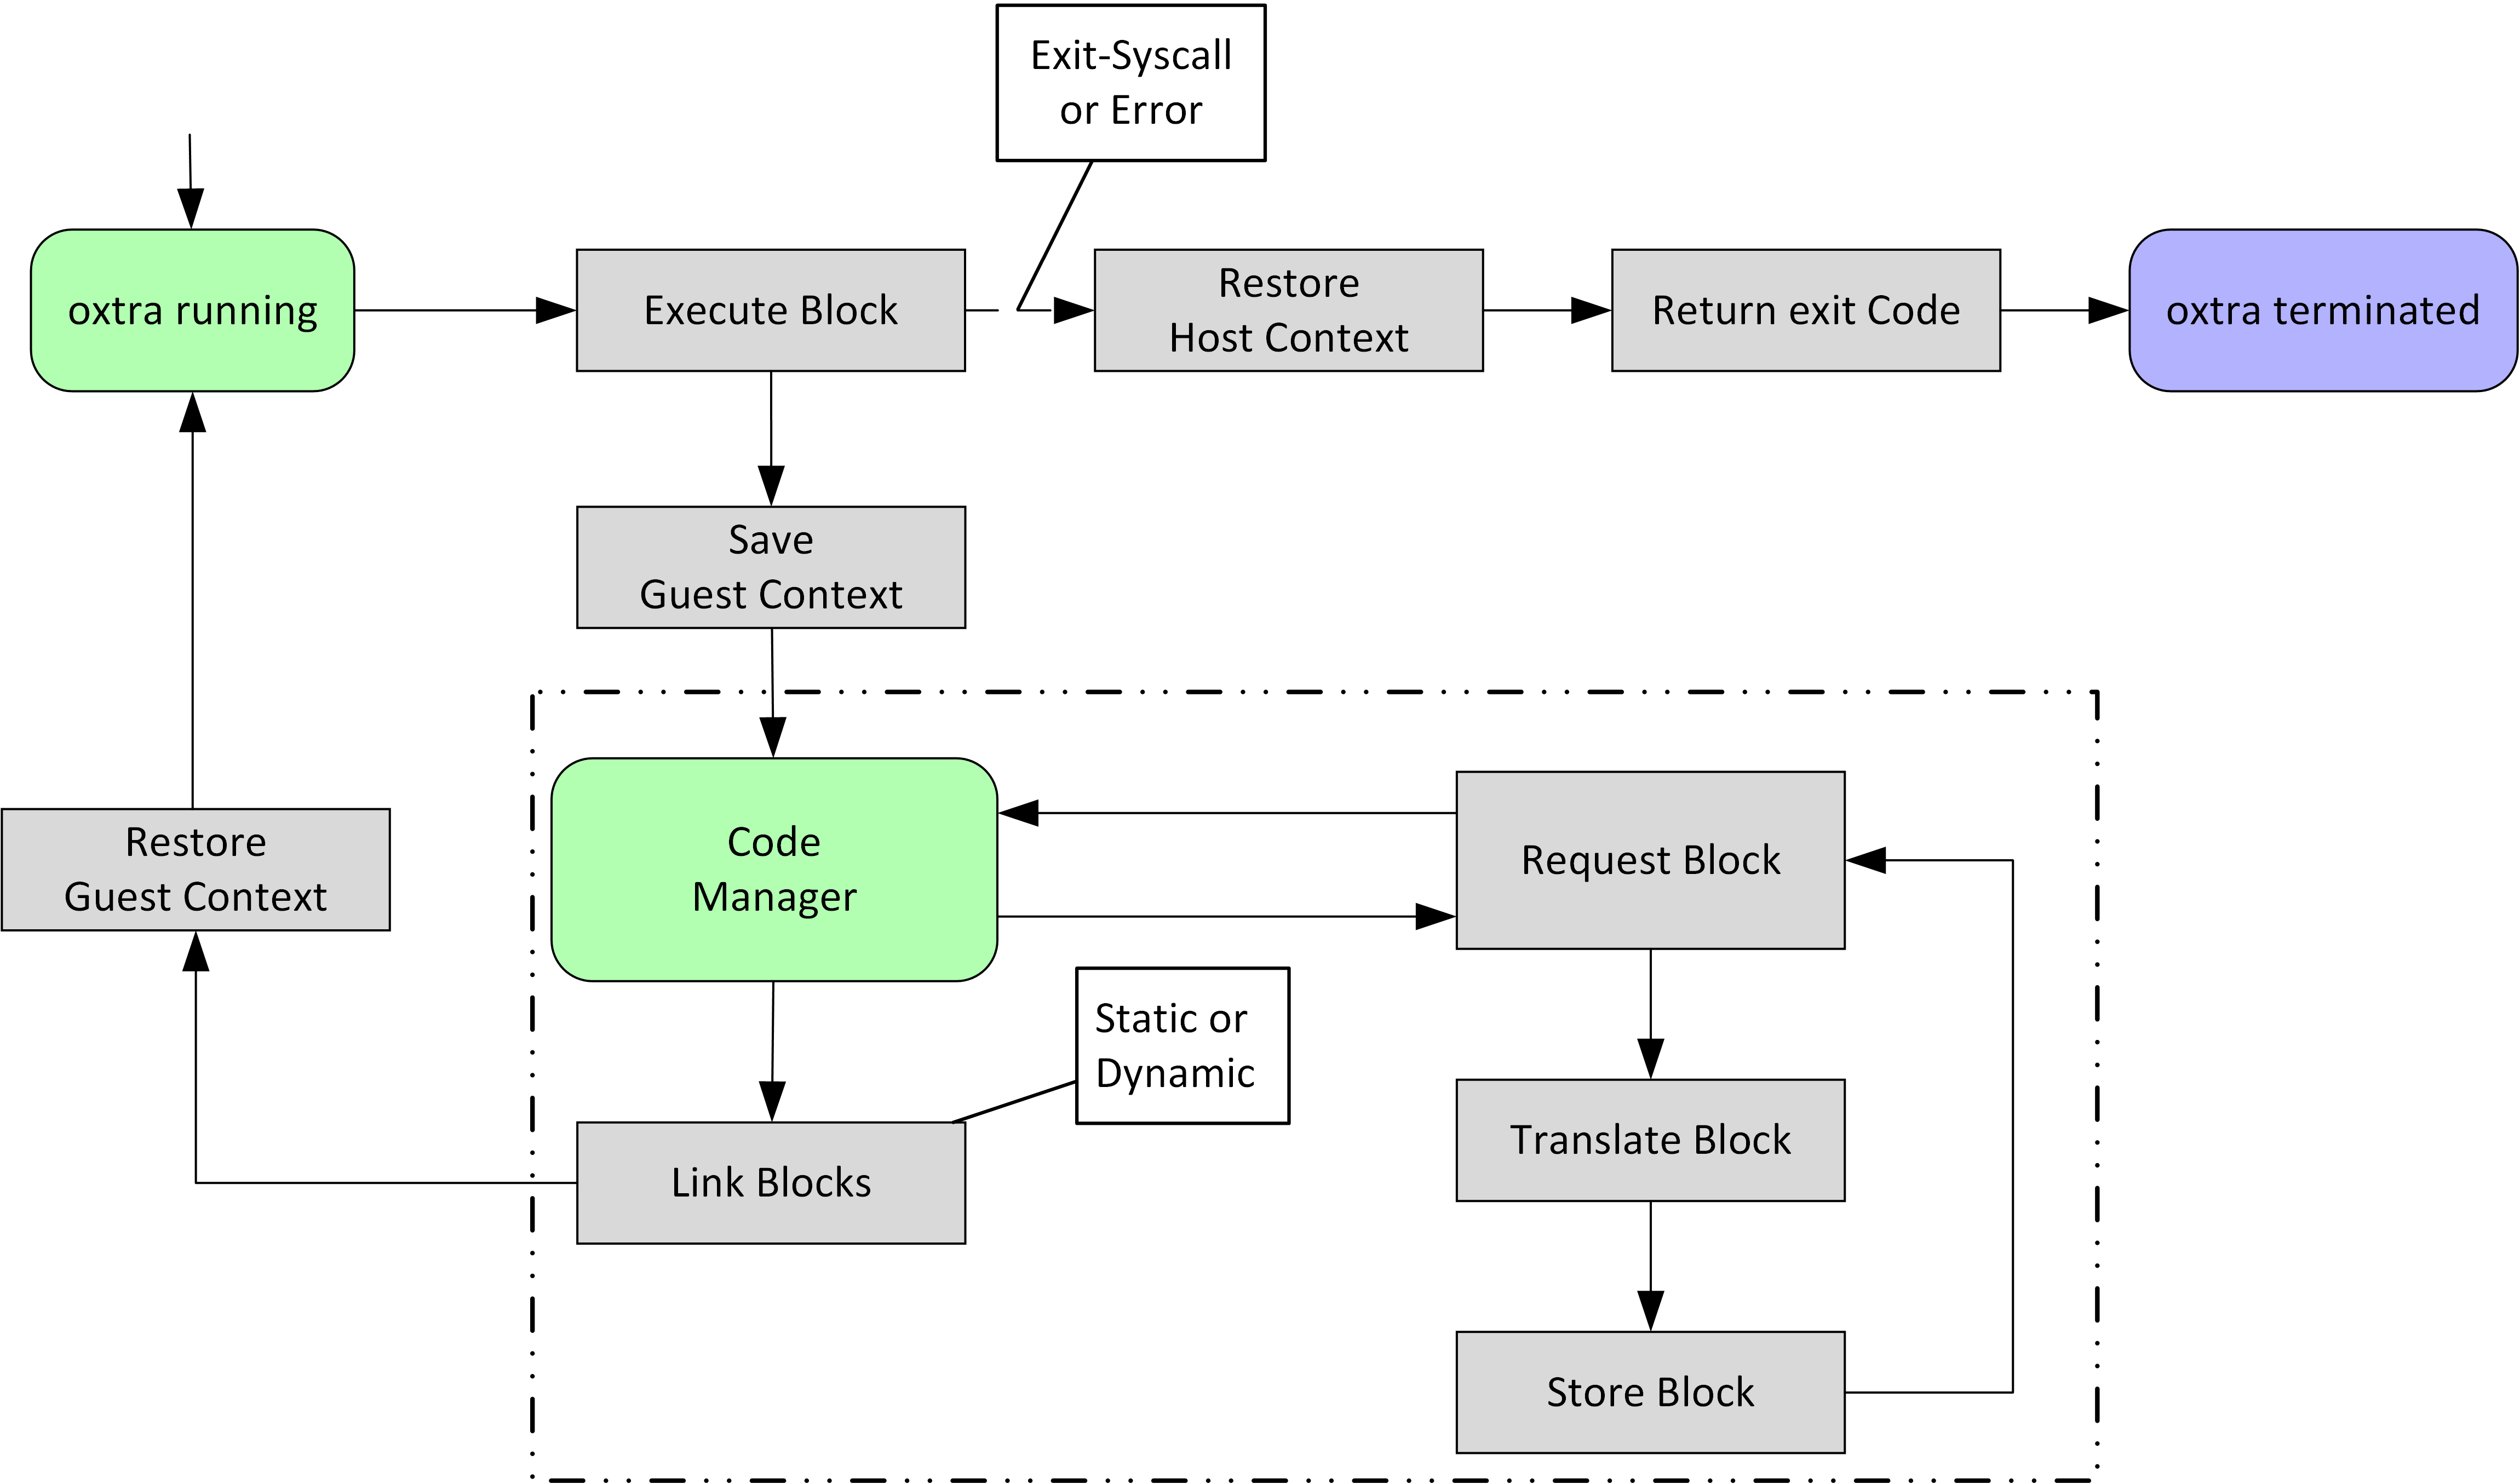 Exit-Syscall
or Error
oxtra running
Execute Block
Restore
Host Context
Return exit Code
oxtra terminated
Save
Guest Context
Restore
Guest Context
Code
Manager
Request Block
Static or
Dynamic
Translate Block
Link Blocks
Store Block